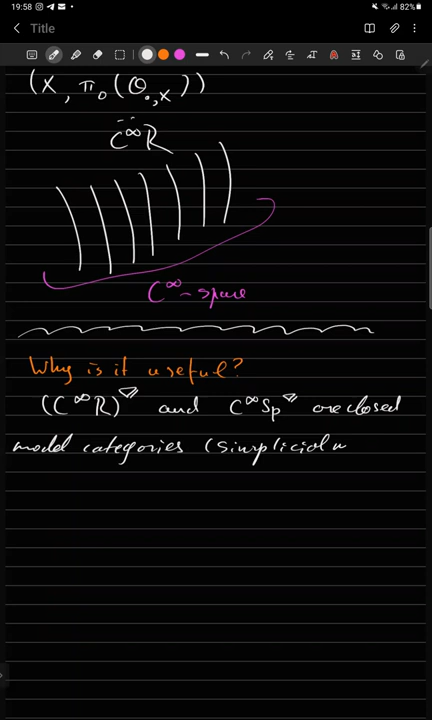 19:58
82%
Title
(X, π₀(O.,X))
C^∞R
C^∞-space
Why is it useful?
(C^∞R)^Δ and C^∞Sp^Δ are closed
model categories (simplicial